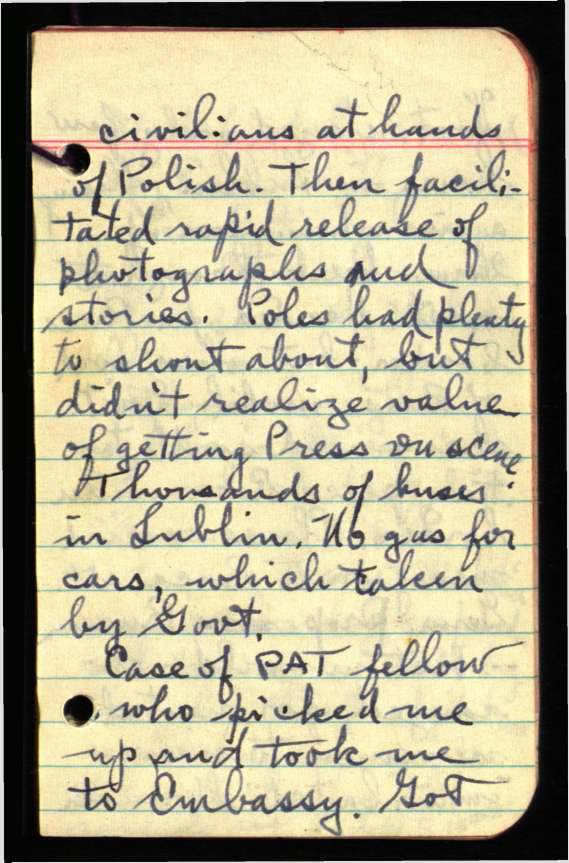 civilians at hands
of Polish. Then facili-
tated rapid release of
photographs and
stories. Poles had plenty
to shout about, but
didn't realize value
of getting Press on scene.
Thousands of buses
in Lublin. No gas for
cars, which taken
by Govt.
Case of PAT fellow
who picked me
up and took me
to Embassy. Got